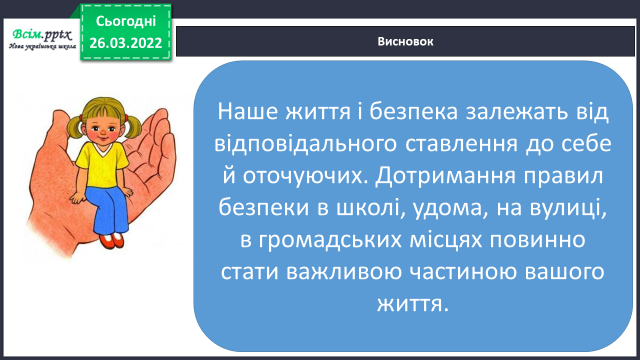 Всім.pptx
Нова українська школа
Сьогодні
26.03.2022
Висновок
Наше життя і безпека залежать від
відповідального ставлення до себе
й оточуючих. Дотримання правил
безпеки в школі, удома, на вулиці,
в громадських місцях повинно
стати важливою частиною вашого
життя.